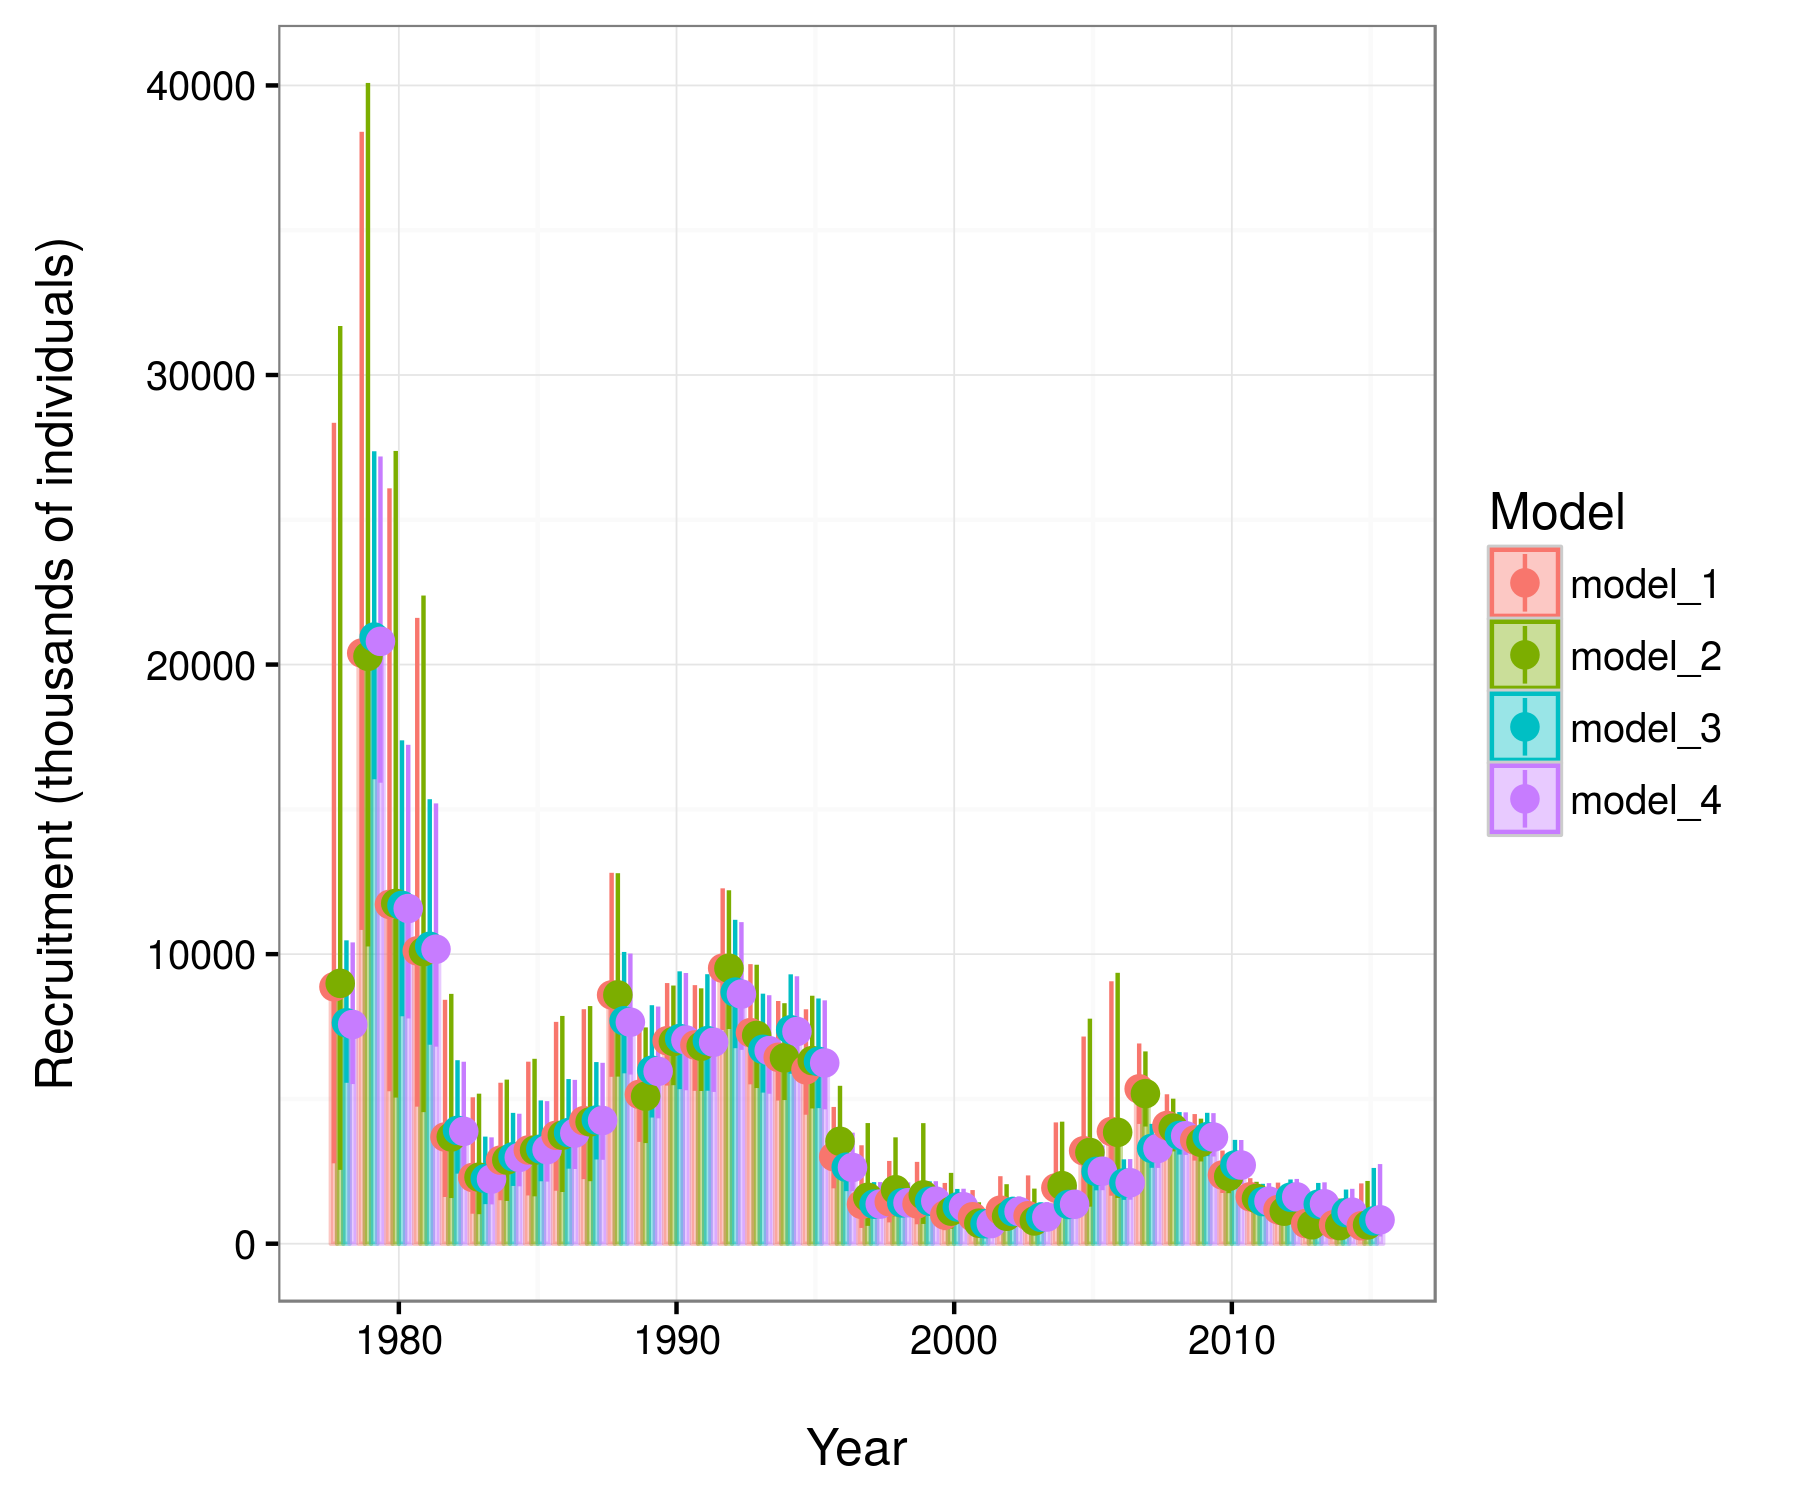 Recruitment (thousands of individuals)
40000
30000
20000
10000
0
1980
1990
2000
2010
Year
Model
model_1
model_2
model_3
model_4